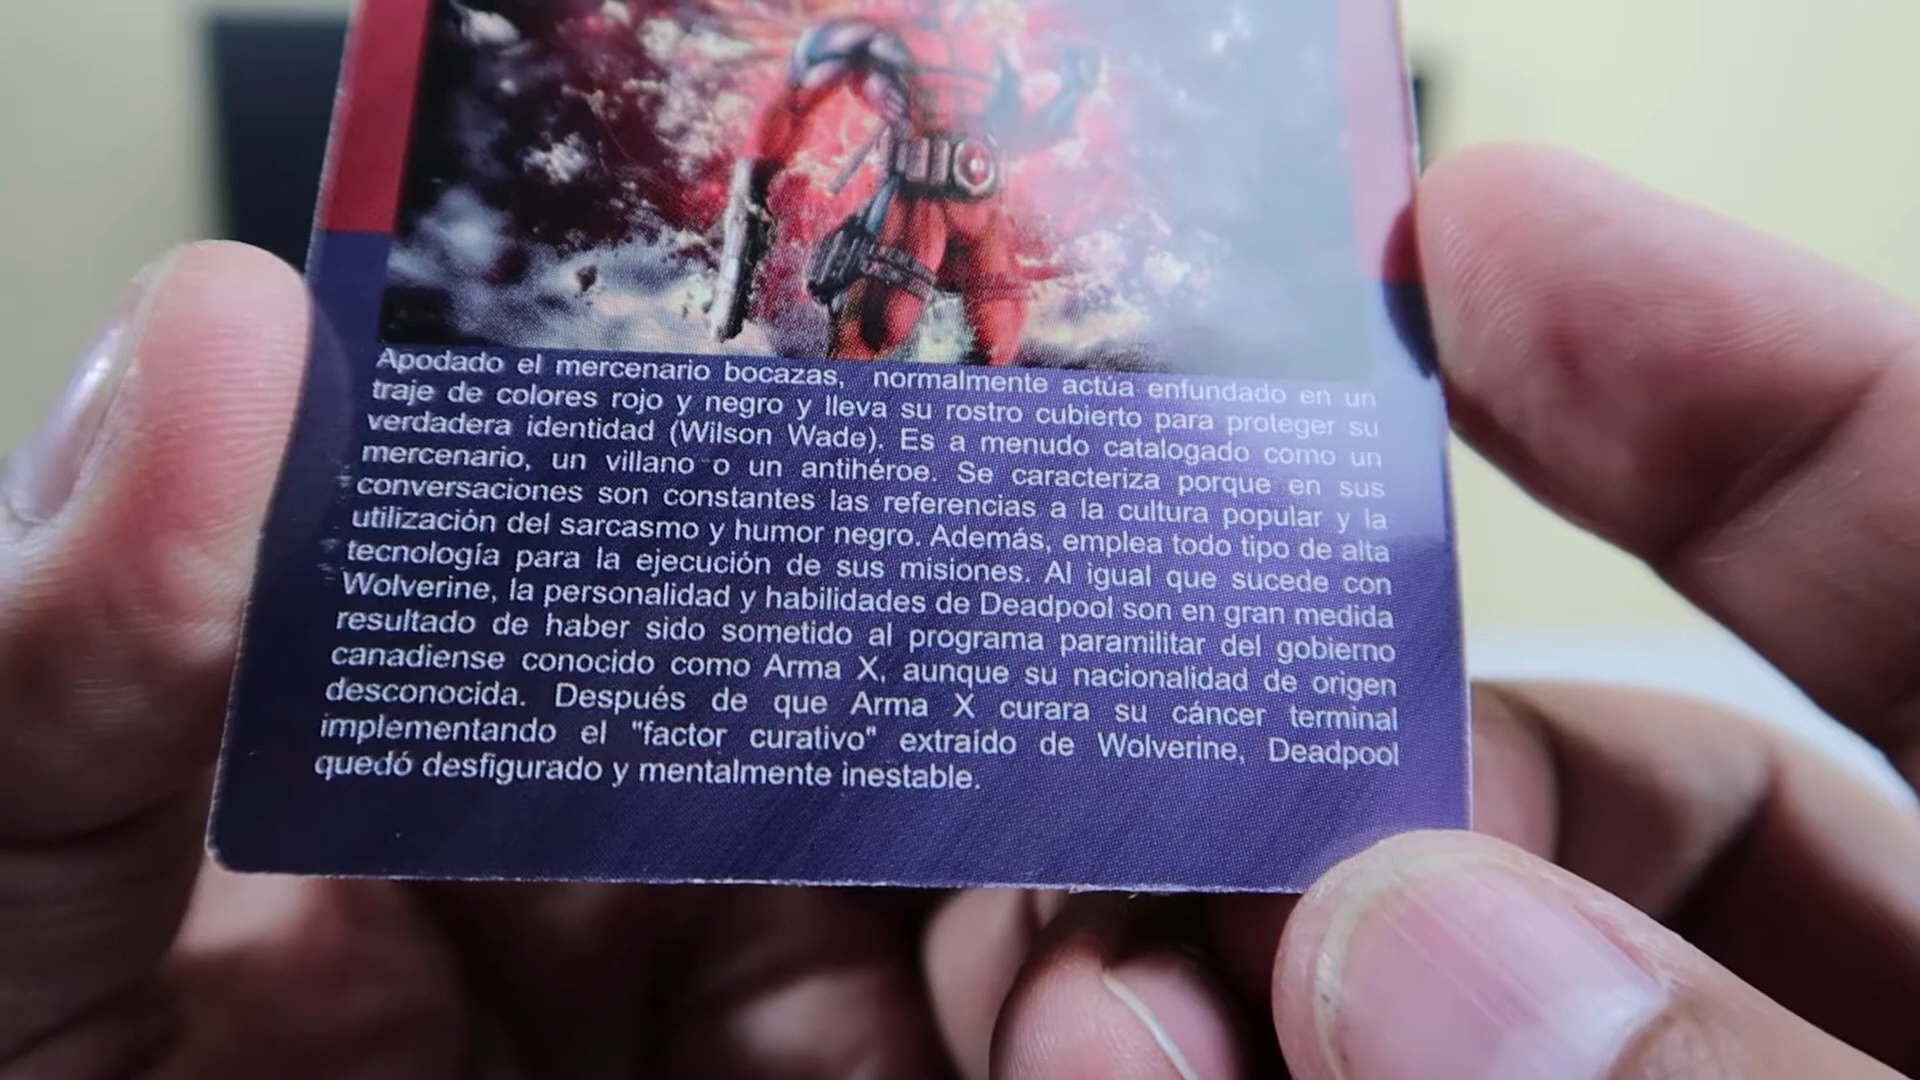 Apodado el mercenario bocazas, normalmente actúa enfundado en un
traje de colores rojo y negro y lleva su rostro cubierto para proteger su
verdadera identidad (Wilson Wade). Es a menudo catalogado como un
mercenario, un villano o un antihéroe. Se caracteriza porque en sus
conversaciones son constantes las referencias a la cultura popular y la
utilización del sarcasmo y humor negro. Además, emplea todo tipo de alta
tecnología para la ejecución de sus misiones. Al igual que sucede con
Wolverine, la personalidad y habilidades de Deadpool son en gran medida
resultado de haber sido sometido al programa paramilitar del gobierno
canadiense conocido como Arma X, aunque su nacionalidad de origen
desconocida. Después de que Arma X curara su cáncer terminal
implementando el "factor curativo" extraído de Wolverine, Deadpool
quedó desfigurado y mentalmente inestable.